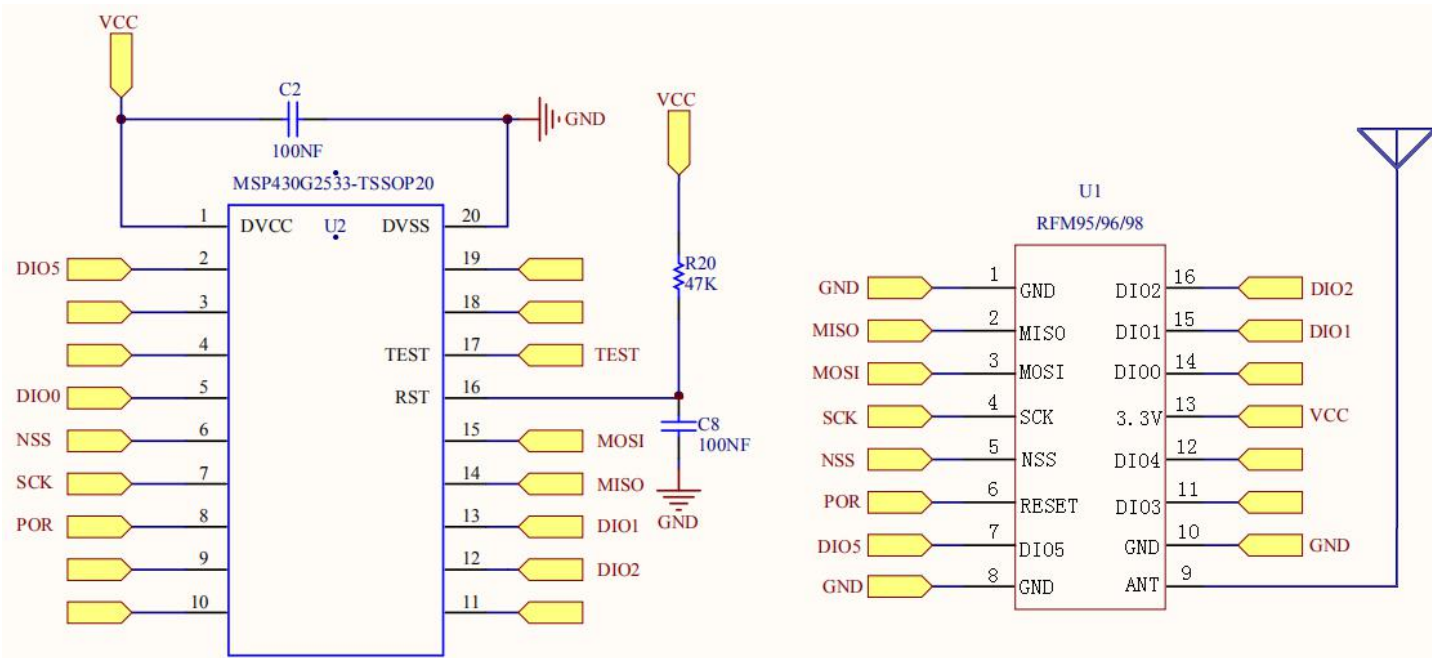 VCC
C2
GND
100NF
MSP430G2533-TSSOP20
1 DVCC U2 DVSS 20
DIO5 2 19
3 18
4 TEST 17 TEST
DIO0 5 RST 16
NSS 6 15 MOSI
SCK 7 14 MISO
POR 8 13 DIO1
9 12 DIO2
10 11
VCC
R20
47K
C8
100NF
GND
U1
RFM95/96/98
GND 1 GND DIO2 16 DIO2
MISO 2 MISO DIO1 15 DIO1
MOSI 3 MOSI DIO0 14
SCK 4 SCK 3.3V 13 VCC
NSS 5 NSS DIO4 12
POR 6 RESET DIO3 11
DIO5 7 DIO5 GND 10 GND
GND 8 GND ANT 9